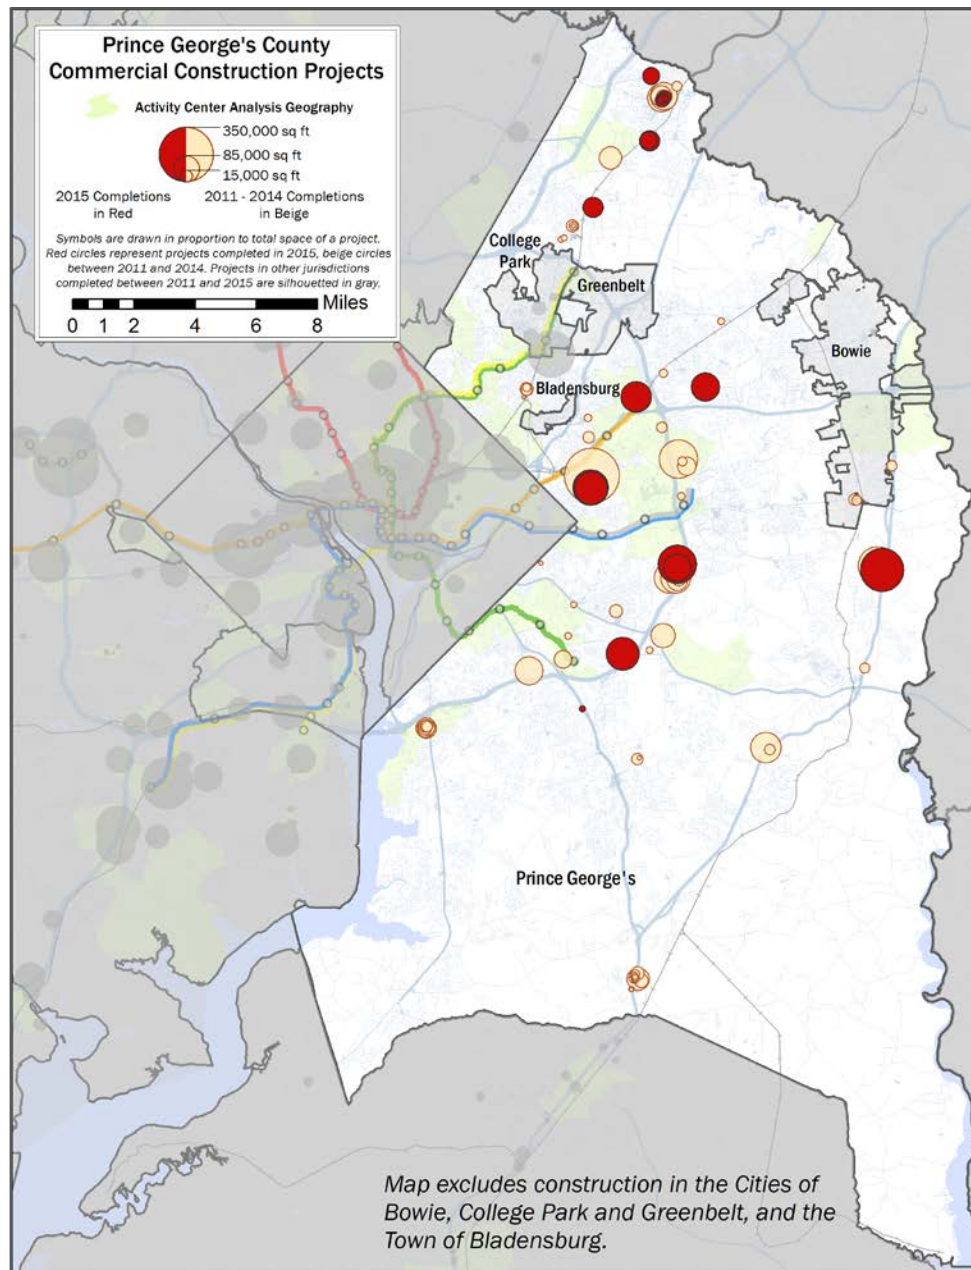 Prince George's County
Commercial Construction Projects
Activity Center Analysis Geography
350,000 sq ft
85,000 sq ft
15,000 sq ft
2015 Completions
in Red
2011 - 2014 Completions
in Beige
Symbols are drawn in proportion to total space of a project.
Red circles represent projects completed in 2015, beige circles
between 2011 and 2014. Projects in other jurisdictions
completed between 2011 and 2015 are silhouetted in gray.
Miles
0 1 2 4 6 8
College
Park
Greenbelt
Bowie
Bladensburg
Prince George's
Map excludes construction in the Cities of
Bowie, College Park and Greenbelt, and the
Town of Bladensburg.